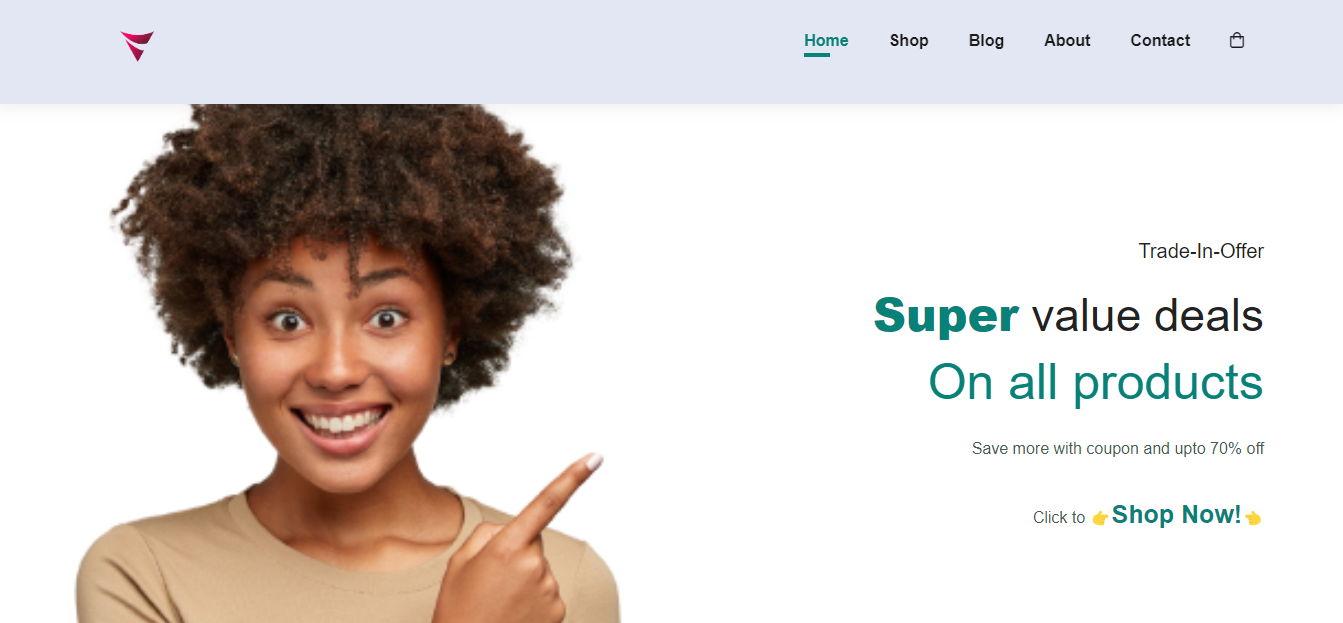 Home Shop Blog About Contact
Trade-In-Offer
Super value deals
On all products
Save more with coupon and upto 70% off
Click to 👉Shop Now!👈